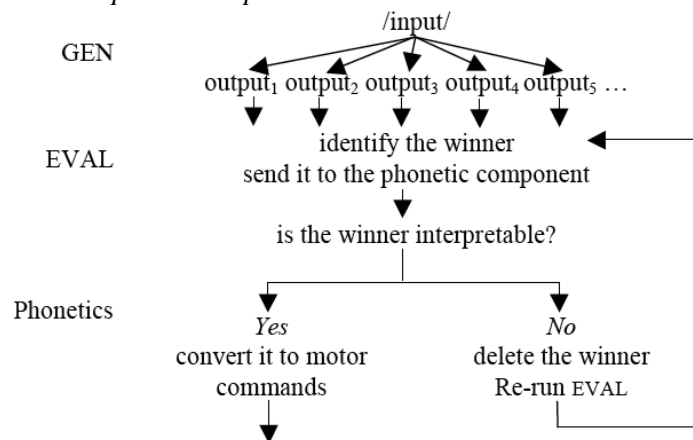 /input/
GEN
output₁ output₂ output₃ output₄ output₅ …
identify the winner
EVAL
send it to the phonetic component
is the winner interpretable?
Phonetics
Yes No
convert it to motor delete the winner
commands Re-run EVAL